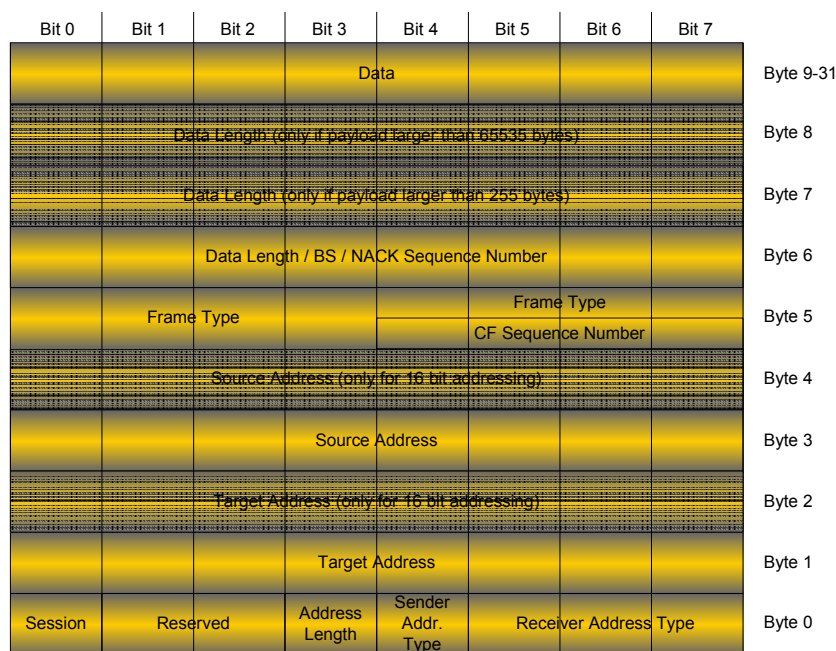 Bit 0 Bit 1 Bit 2 Bit 3 Bit 4 Bit 5 Bit 6 Bit 7
Data Byte 9-31
Data Length (only if payload larger than 65535 bytes) Byte 8
Data Length (only if payload larger than 255 bytes) Byte 7
Data Length / BS / NACK Sequence Number Byte 6
Frame Type Frame Type Byte 5
CF Sequence Number
Source Address (only for 16 bit addressing) Byte 4
Source Address Byte 3
Target Address (only for 16 bit addressing) Byte 2
Target Address Byte 1
Session Reserved Address Length Sender Addr. Type Receiver Address Type Byte 0